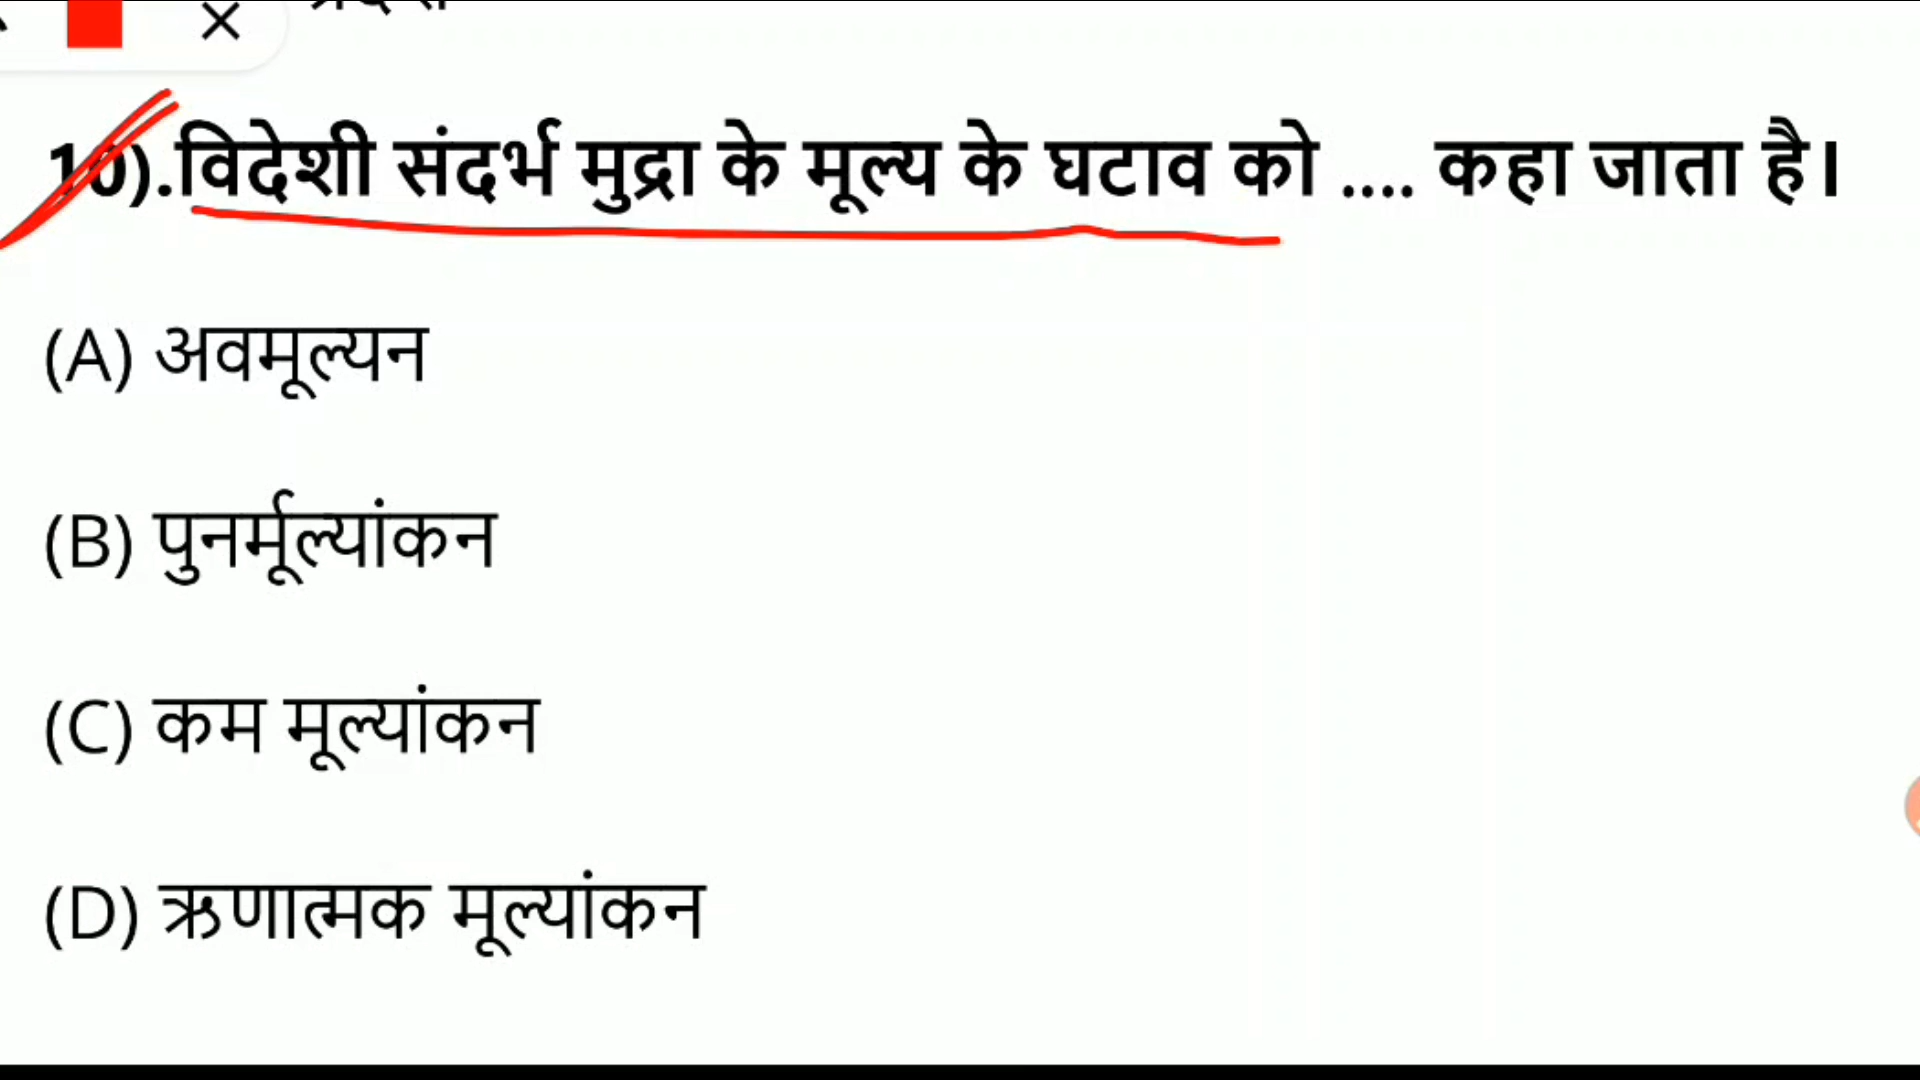 10).विदेशी संदर्भ मुद्रा के मूल्य के घटाव को .... कहा जाता है।
(A) अवमूल्यन
(B) पुनर्मूल्यांकन
(C) कम मूल्यांकन
(D) ऋणात्मक मूल्यांकन